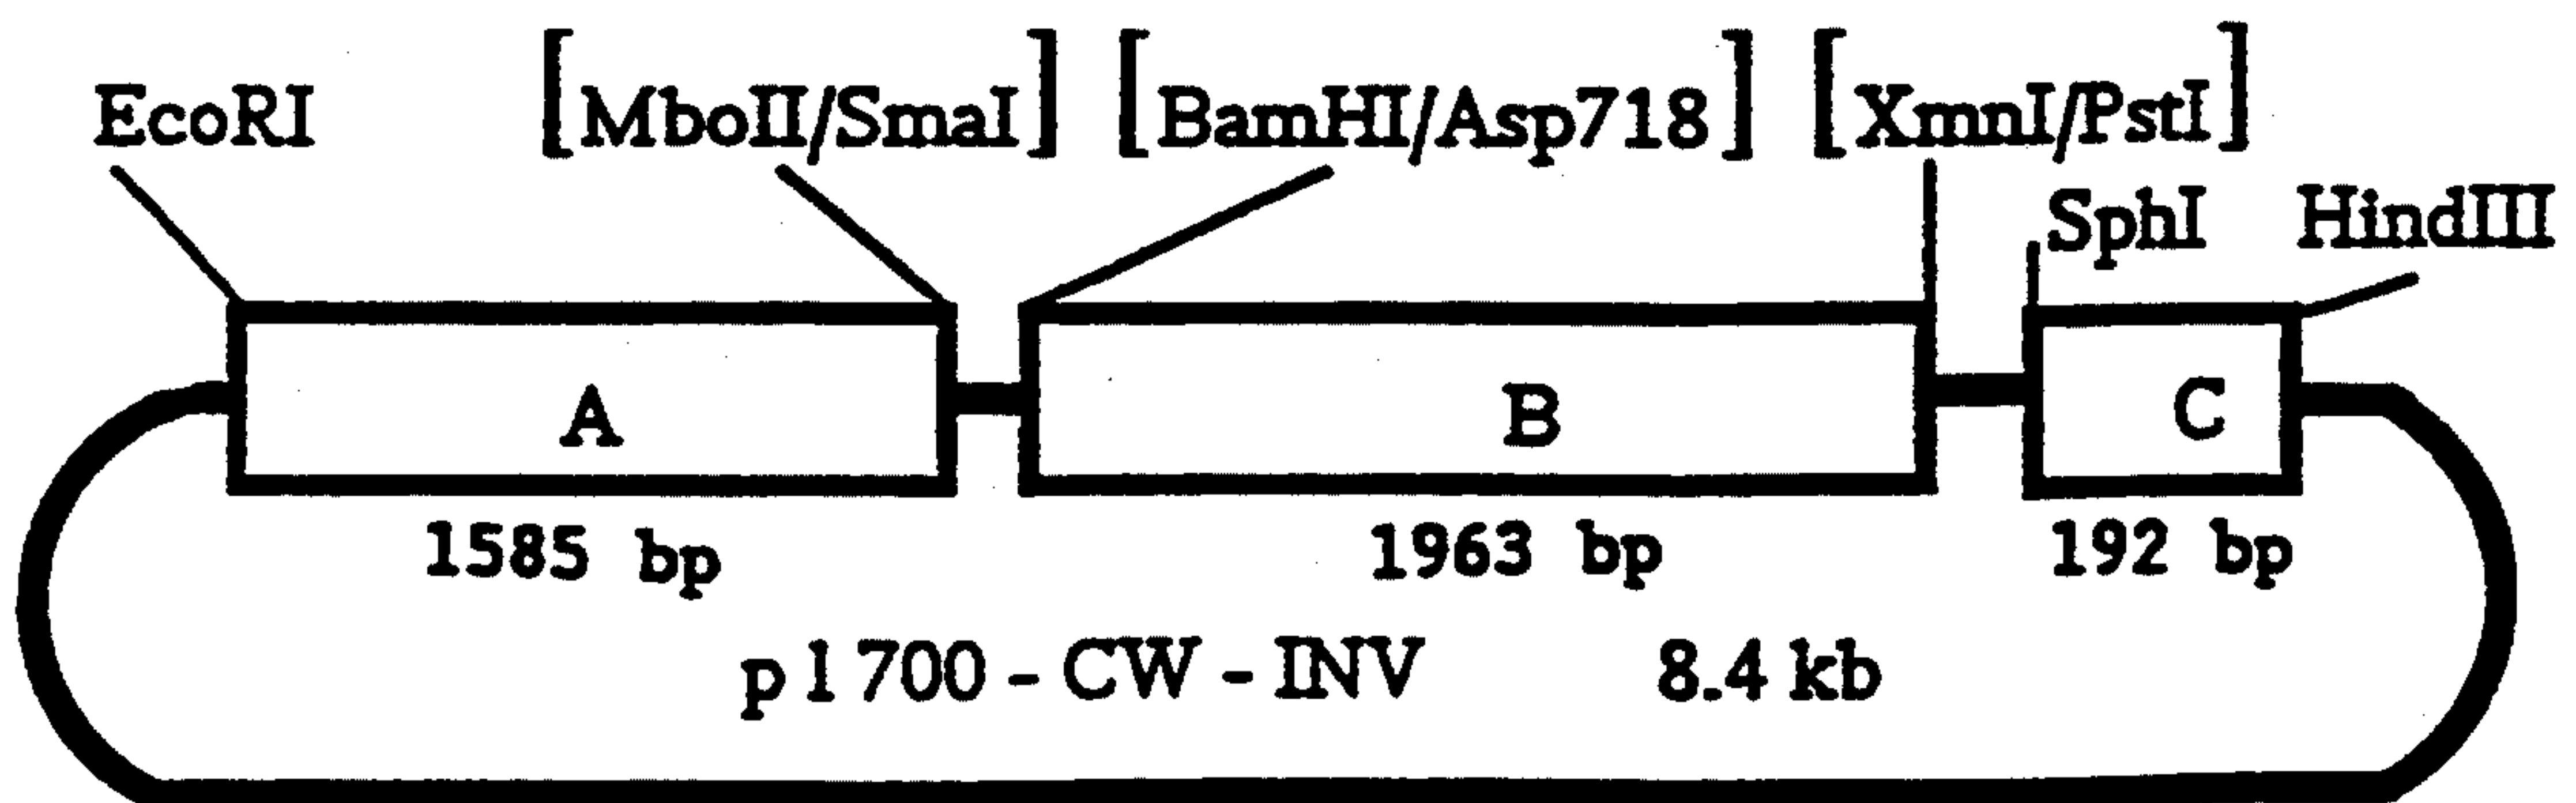 EcoRI [MboII/SmaI] [BamHI/Asp718] [XmnI/PstI]
SphI HindIII
A B C
1585 bp 1963 bp 192 bp
p1700 - CW - INV 8.4 kb